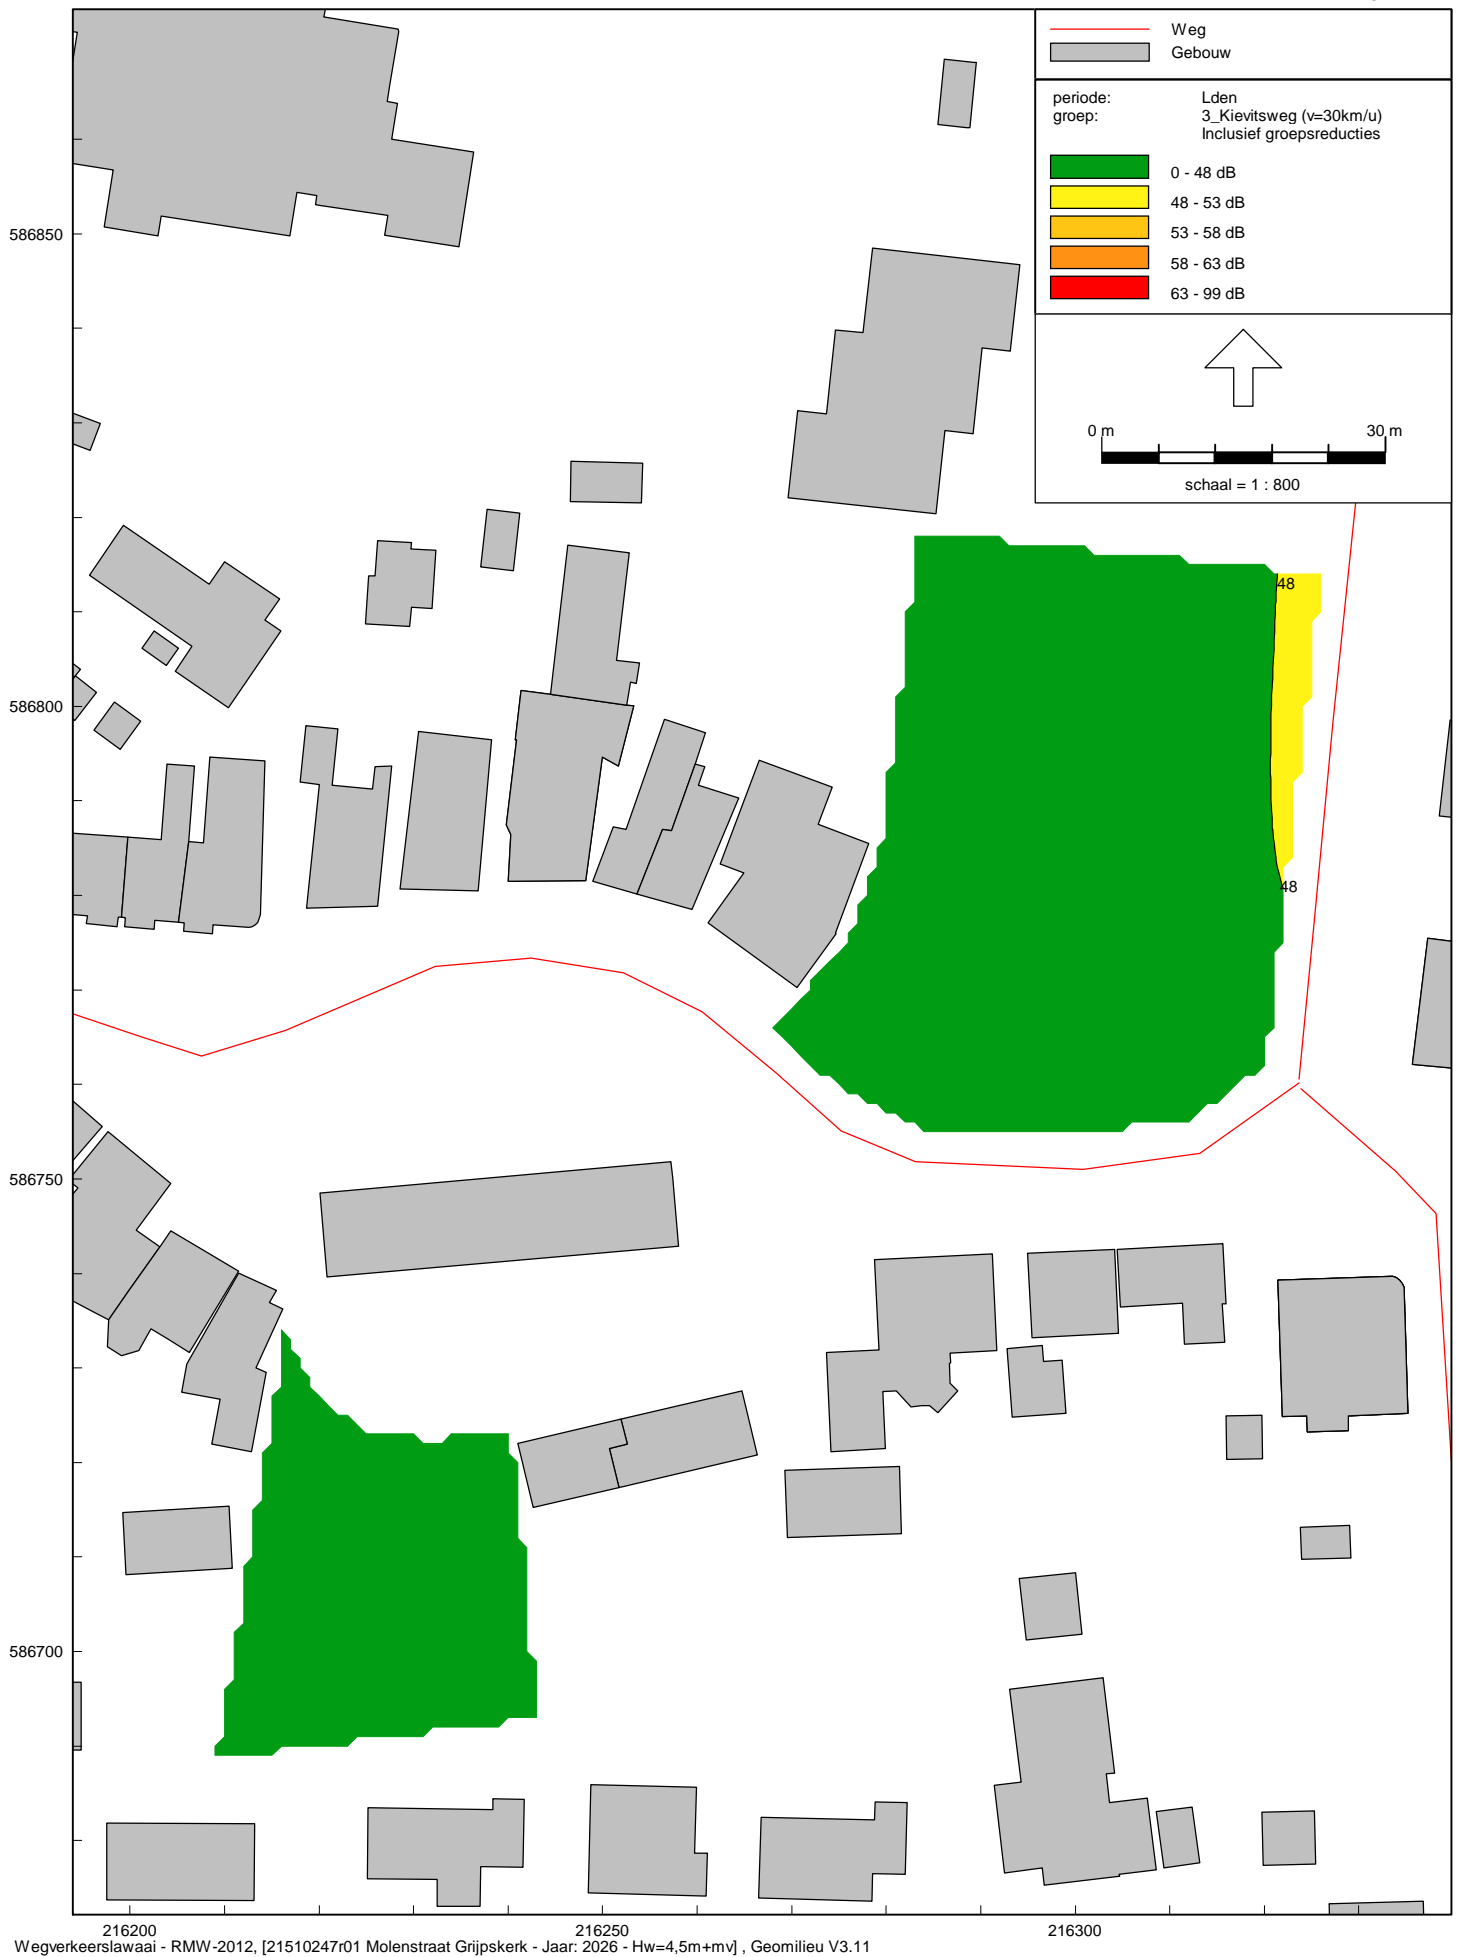 Weg
Gebouw
periode: Lden
groep: 3_Kievitsweg (v=30km/u)
Inclusief groepsreducties
0 - 48 dB
48 - 53 dB
53 - 58 dB
58 - 63 dB
63 - 99 dB
0 m 30 m
schaal = 1 : 800
586850
48
586800
48
586750
586700
216200 216250 216300
Wegverkeerslawaai - RMW-2012, [21510247r01 Molenstraat Grijpskerk - Jaar: 2026 - Hw=4,5m+mv] , Geomilieu V3.11